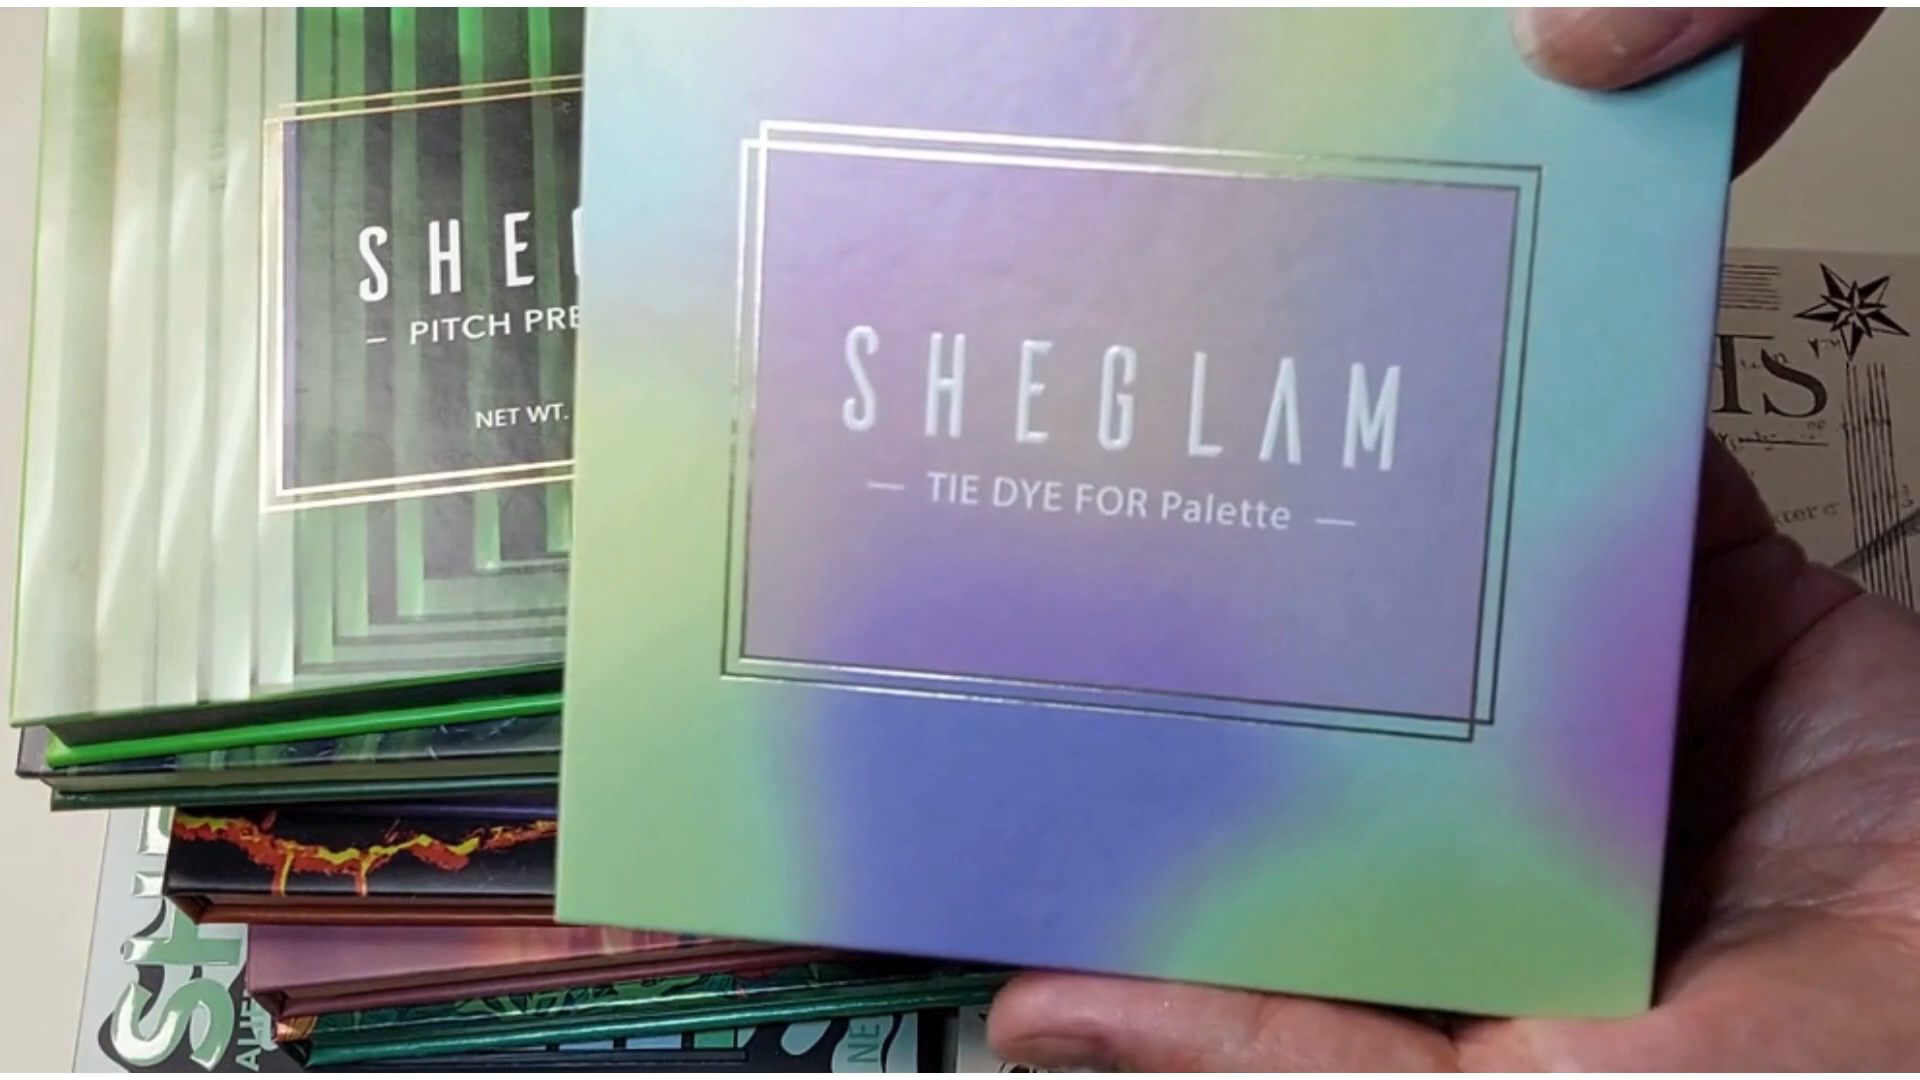 SHE
PITCH PRE
NET WT.
SHEGLAM
— TIE DYE FOR Palette —